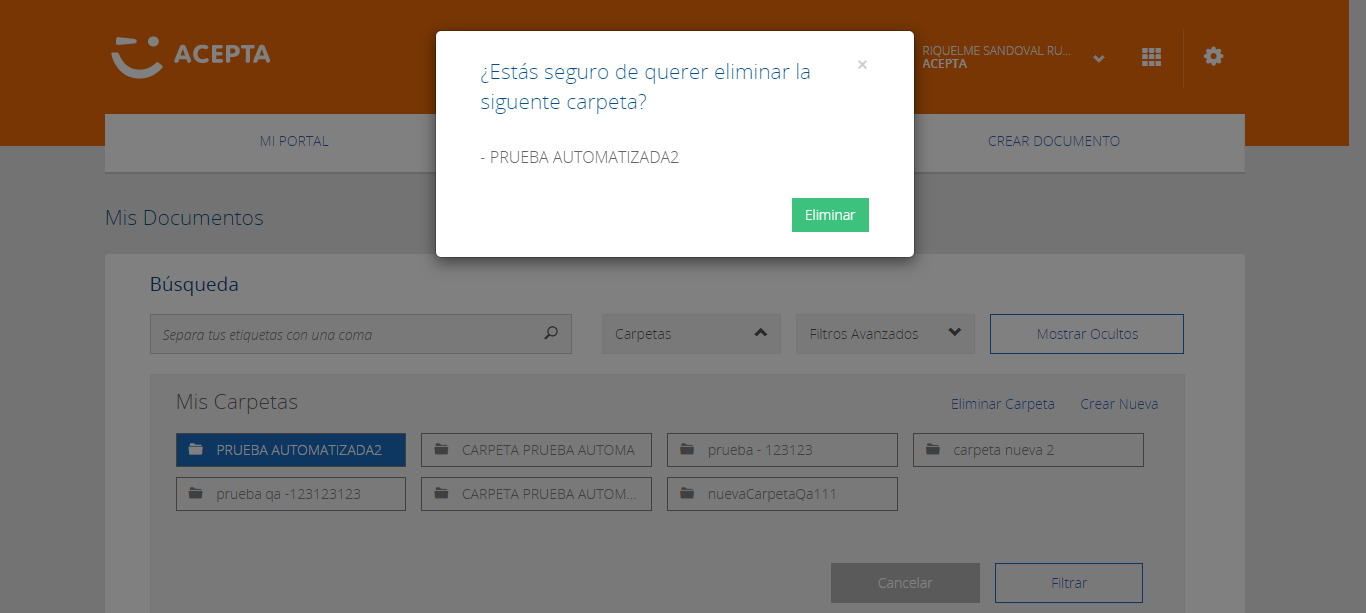 ACEPTA
RIQUELME SANDOVAL RU...
ACEPTA
¿Estás seguro de querer eliminar la
siguente carpeta?
×
- PRUEBA AUTOMATIZADA2
Eliminar
MI PORTAL
CREAR DOCUMENTO
Mis Documentos
Búsqueda
Separa tus etiquetas con una coma
Carpetas
Filtros Avanzados
Mostrar Ocultos
Mis Carpetas
Eliminar Carpeta
Crear Nueva
PRUEBA AUTOMATIZADA2
CARPETA PRUEBA AUTOMA
prueba - 123123
carpeta nueva 2
prueba qa -123123123
CARPETA PRUEBA AUTOM...
nuevaCarpetaQa111
Cancelar
Filtrar